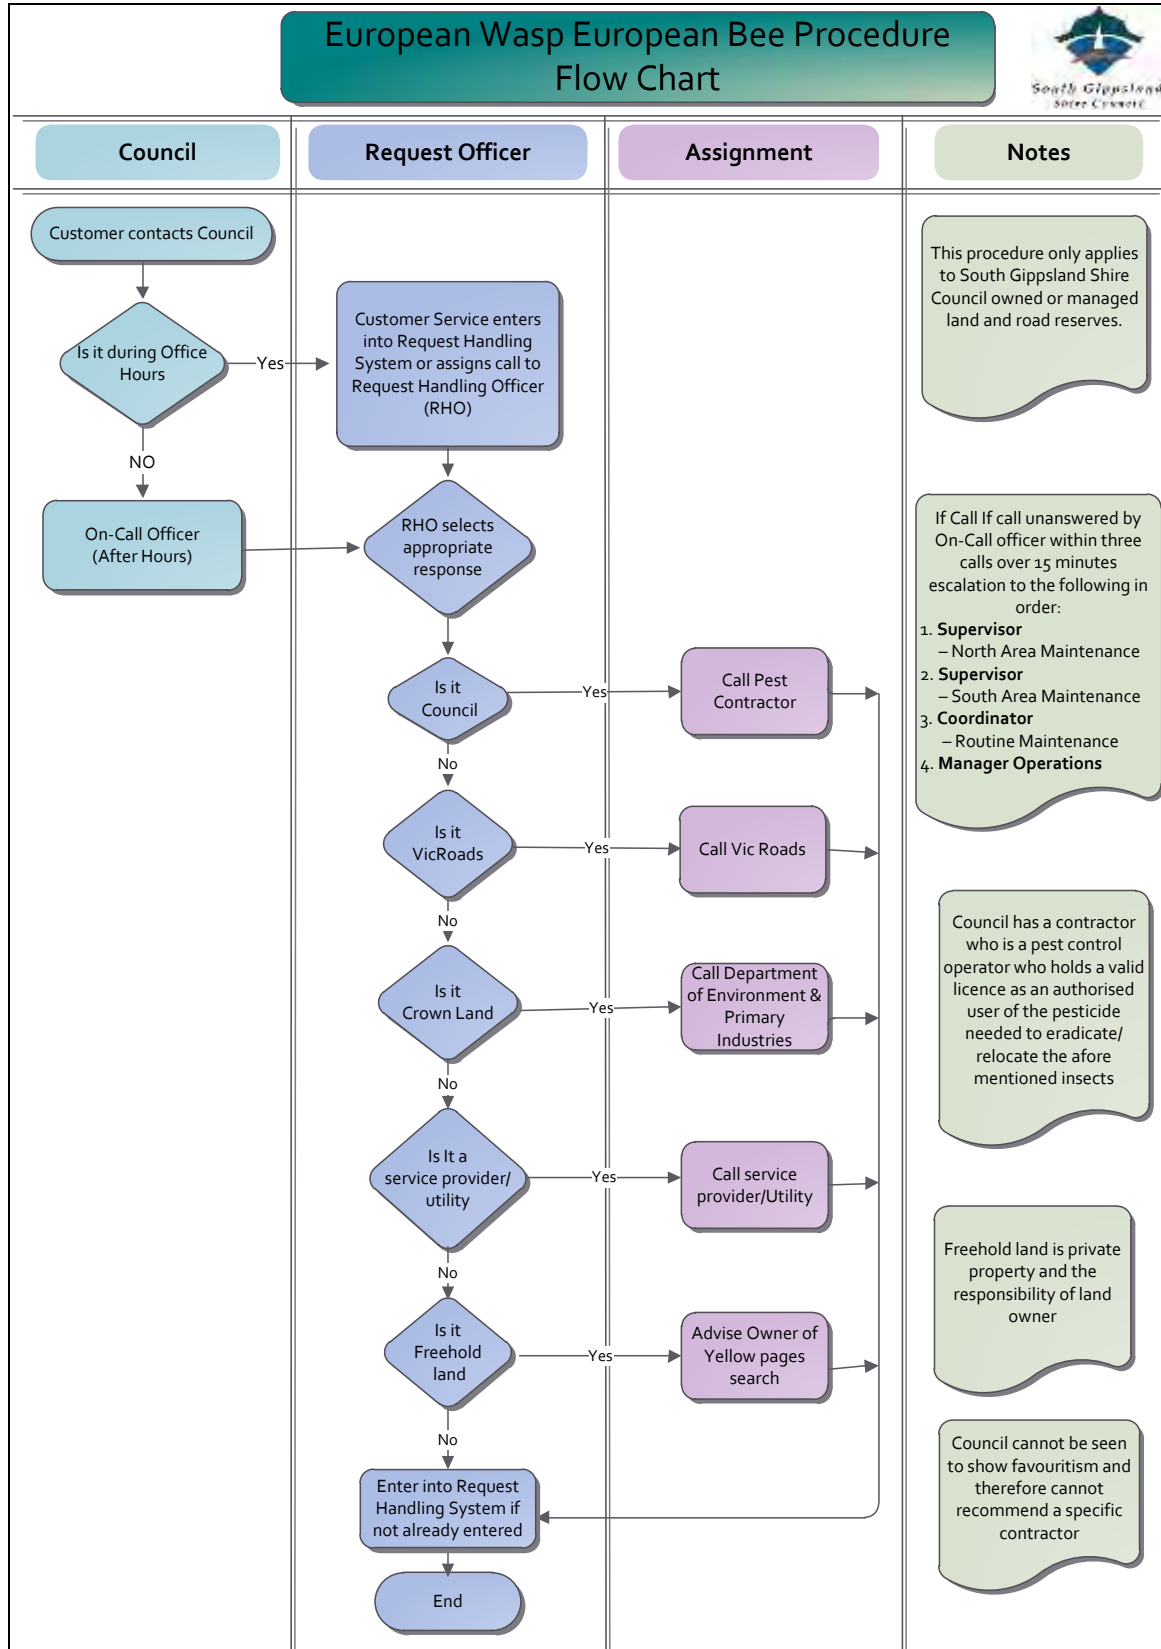 European Wasp European Bee Procedure
Flow Chart
South Gippsland
Shire Council
Council
Request Officer
Assignment
Notes
Customer contacts Council
Is it during Office
Hours
Yes
NO
On-Call Officer
(After Hours)
Customer Service enters
into Request Handling
System or assigns call to
Request Handling Officer
(RHO)
RHO selects
appropriate
response
Is it
Council
Yes
Call Pest
Contractor
No
Is it
VicRoads
Yes
Call Vic Roads
No
Is it
Crown Land
Yes
Call Department
of Environment &
Primary
Industries
No
Is It a
service provider/
utility
Yes
Call service
provider/Utility
No
Is it
Freehold
land
Yes
Advise Owner of
Yellow pages
search
No
Enter into Request
Handling System if
not already entered
End
This procedure only applies
to South Gippsland Shire
Council owned or managed
land and road reserves.
If Call If call unanswered by
On-Call officer within three
calls over 15 minutes
escalation to the following in
order:
1. Supervisor
– North Area Maintenance
2. Supervisor
– South Area Maintenance
3. Coordinator
– Routine Maintenance
4. Manager Operations
Council has a contractor
who is a pest control
operator who holds a valid
licence as an authorised
user of the pesticide
needed to eradicate/
relocate the afore
mentioned insects
Freehold land is private
property and the
responsibility of land
owner
Council cannot be seen
to show favouritism and
therefore cannot
recommend a specific
contractor